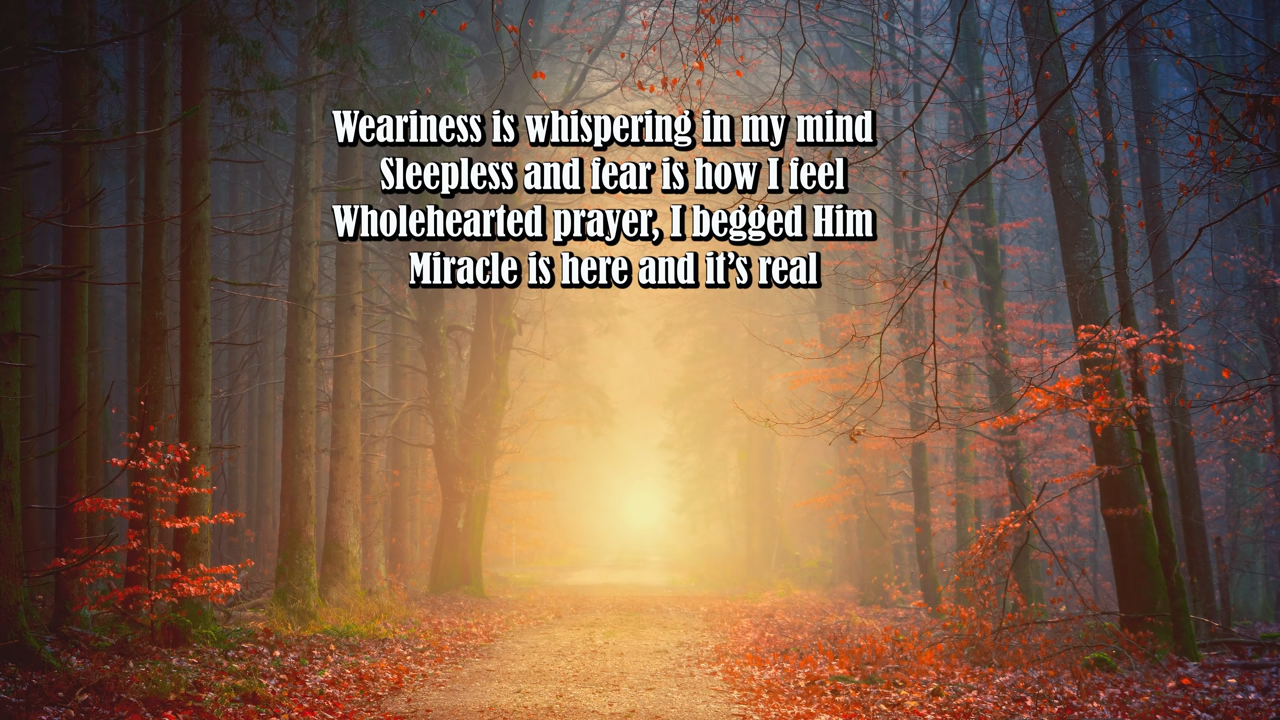 Weariness is whispering in my mind
Sleepless and fear is how I feel
Wholehearted prayer, I begged Him
Miracle is here and it’s real